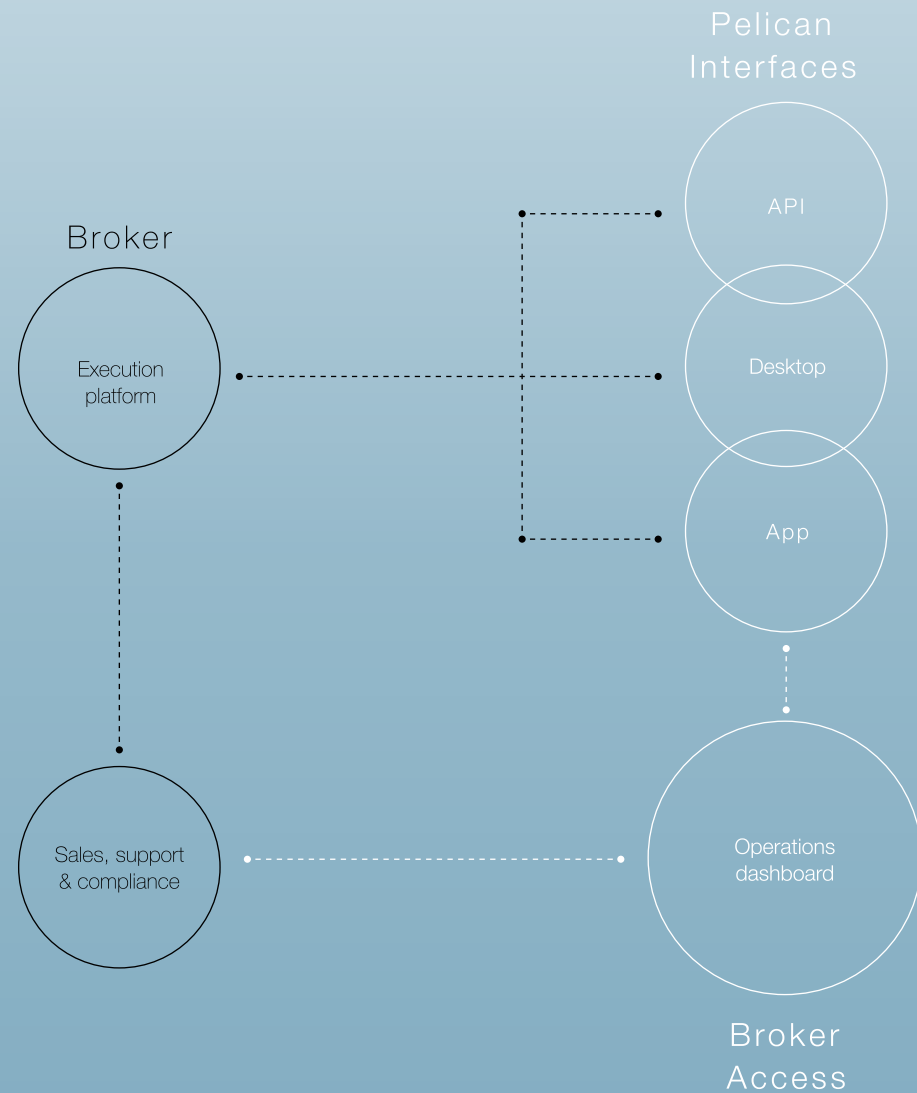 Pelican
Interfaces
API
Broker
Execution
platform
Desktop
App
Sales, support
& compliance
Operations
dashboard
Broker
Access